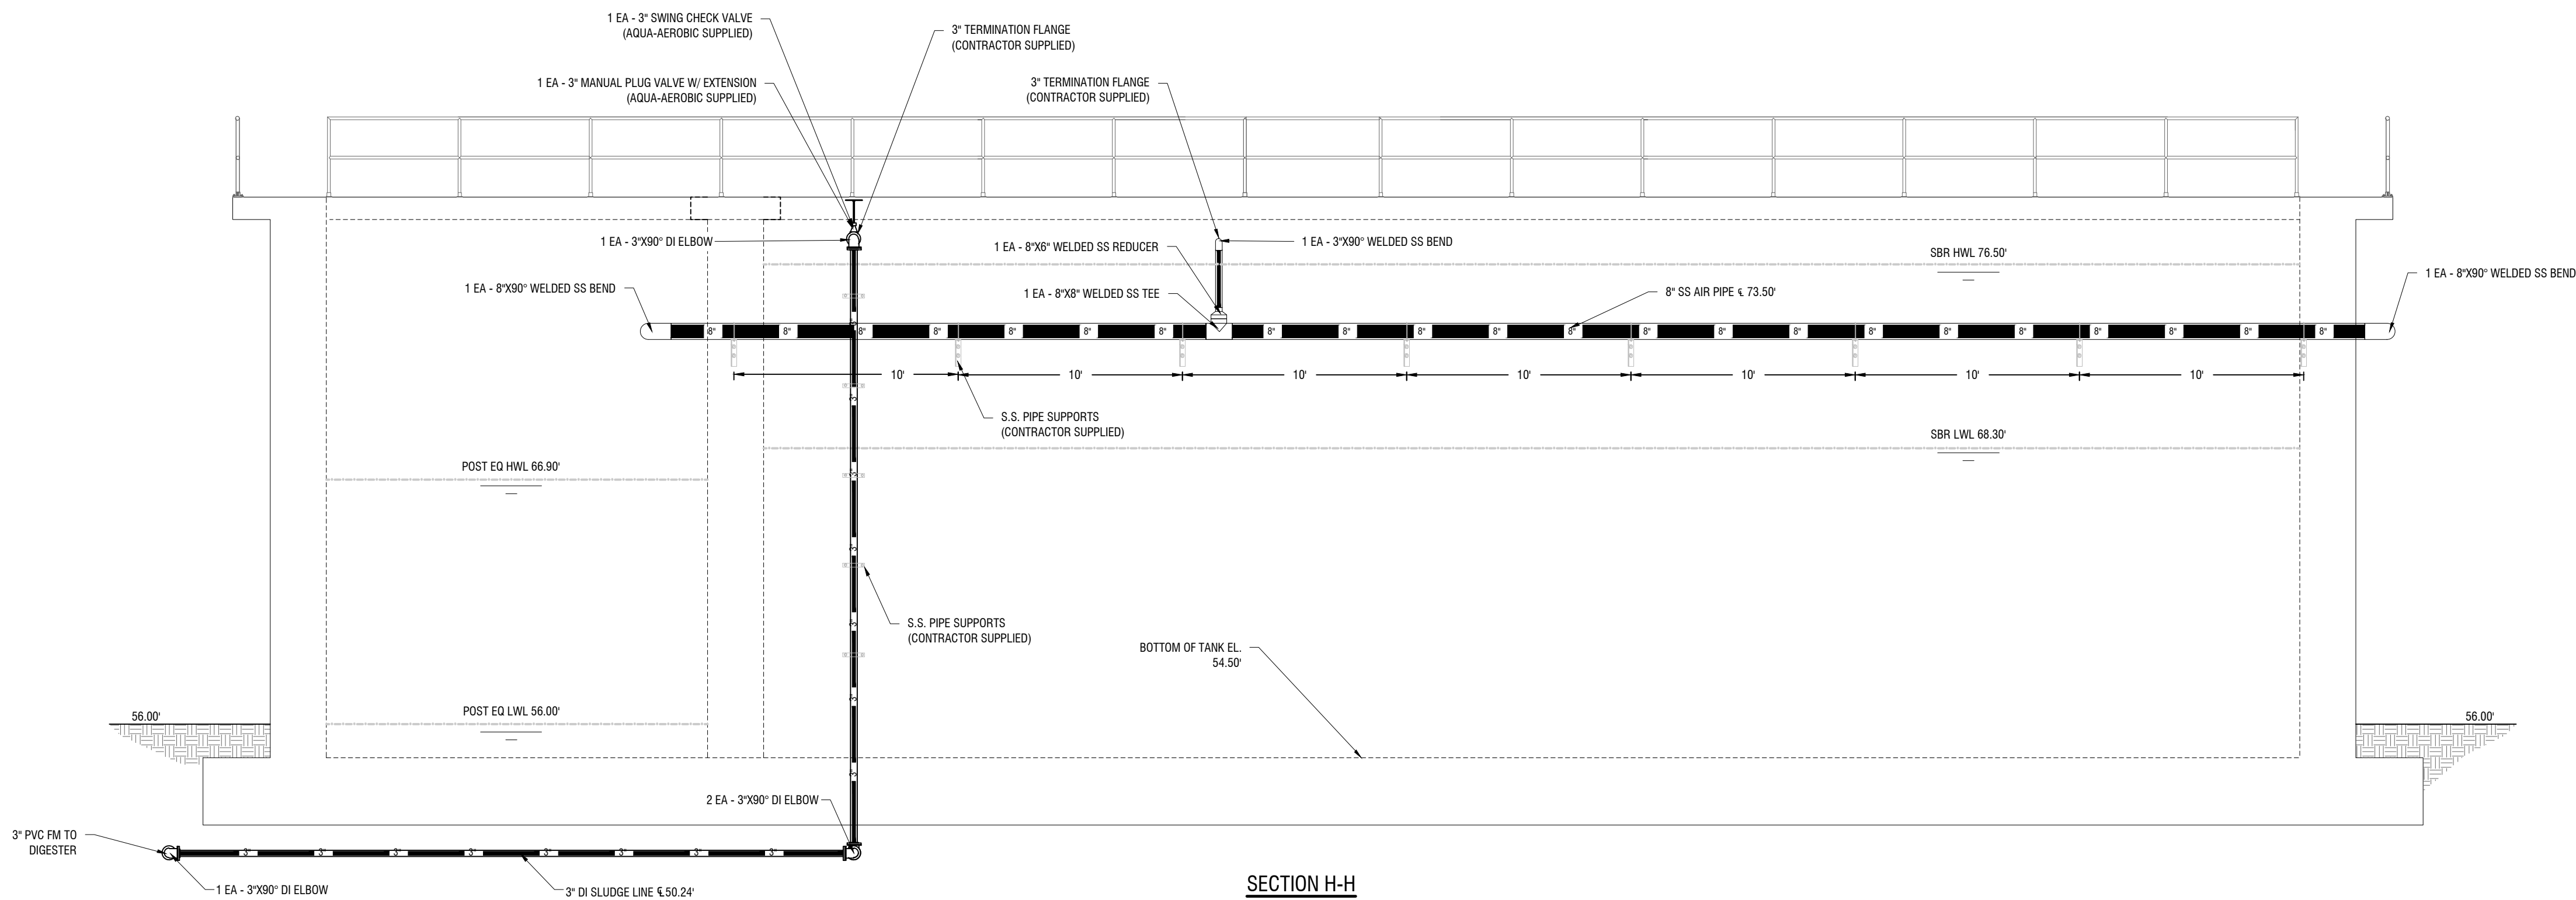 1 EA - 3" SWING CHECK VALVE
(AQUA-AEROBIC SUPPLIED)
3" TERMINATION FLANGE
(CONTRACTOR SUPPLIED)
1 EA - 3" MANUAL PLUG VALVE W/ EXTENSION
(AQUA-AEROBIC SUPPLIED)
3" TERMINATION FLANGE
(CONTRACTOR SUPPLIED)
1 EA - 3"X90° DI ELBOW
1 EA - 8"X6" WELDED SS REDUCER
1 EA - 3"X90° WELDED SS BEND
SBR HWL 76.50'
1 EA - 8"X90° WELDED SS BEND
1 EA - 8"X8" WELDED SS TEE
8" SS AIR PIPE ℄ 73.50'
1 EA - 8"X90° WELDED SS BEND
8" 8" 8" 8" 8" 8" 8" 8" 8" 8" 8" 8" 8" 8" 8" 8" 8" 8" 8" 8" 8" 8"
10' 10' 10' 10' 10' 10' 10'
S.S. PIPE SUPPORTS
(CONTRACTOR SUPPLIED)
SBR LWL 68.30'
POST EQ HWL 66.90'
3"
3"
3"
3"
3"
3"
3"
S.S. PIPE SUPPORTS
(CONTRACTOR SUPPLIED)
BOTTOM OF TANK EL.
54.50'
POST EQ LWL 56.00'
56.00'
56.00'
2 EA - 3"X90° DI ELBOW
3" PVC FM TO
DIGESTER
3" 3" 3" 3" 3" 3" 3" 3"
1 EA - 3"X90° DI ELBOW
3" DI SLUDGE LINE ℄ 50.24'
SECTION H-H